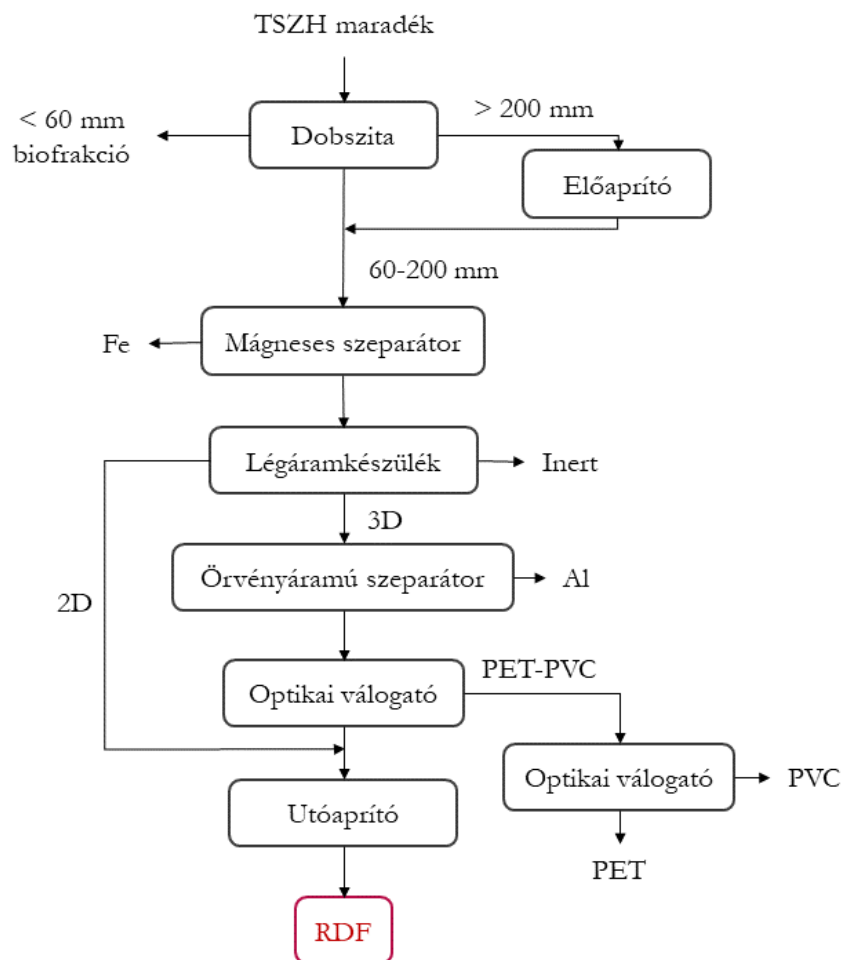 TSZH maradék
< 60 mm
biofrakció
Dobszita
> 200 mm
Előaprító
60-200 mm
Fe
Mágneses szeparátor
Légáramkészülék
Inert
3D
Örvényáramú szeparátor
Al
2D
Optikai válogató
PET-PVC
Optikai válogató
PVC
Utóaprító
PET
RDF